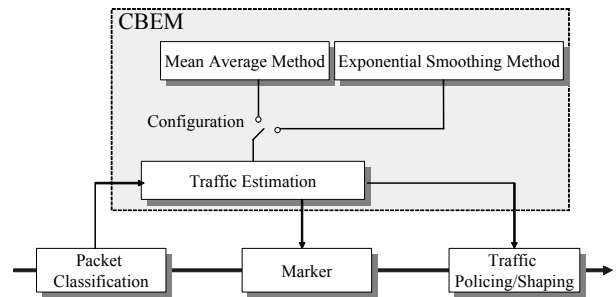 CBEM
Mean Average Method
Exponential Smoothing Method
Configuration
Traffic Estimation
Packet
Classification
Marker
Traffic
Policing/Shaping